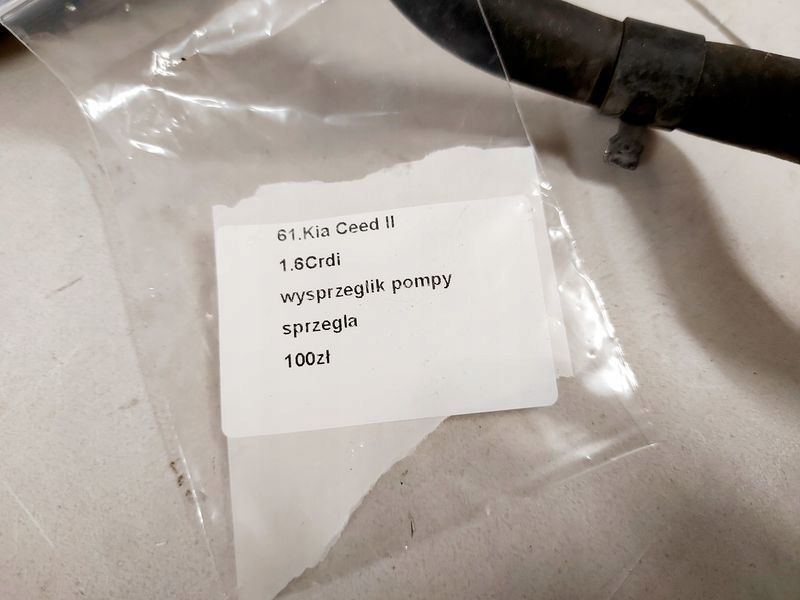 61.Kia Ceed II
1.6Crdi
wysprzeglik pompy
sprzegla
100zł